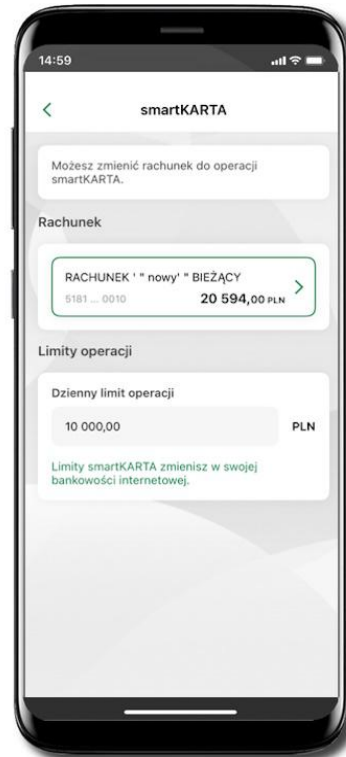 14:59
smartKARTA
Możesz zmienić rachunek do operacji
smartKARTA.
Rachunek
RACHUNEK ' " nowy' " BIEŻĄCY
5181 ... 0010 20 594,00 PLN
Limity operacji
Dzienny limit operacji
10 000,00 PLN
Limity smartKARTA zmienisz w swojej
bankowości internetowej.